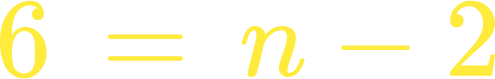 6 = n − 2